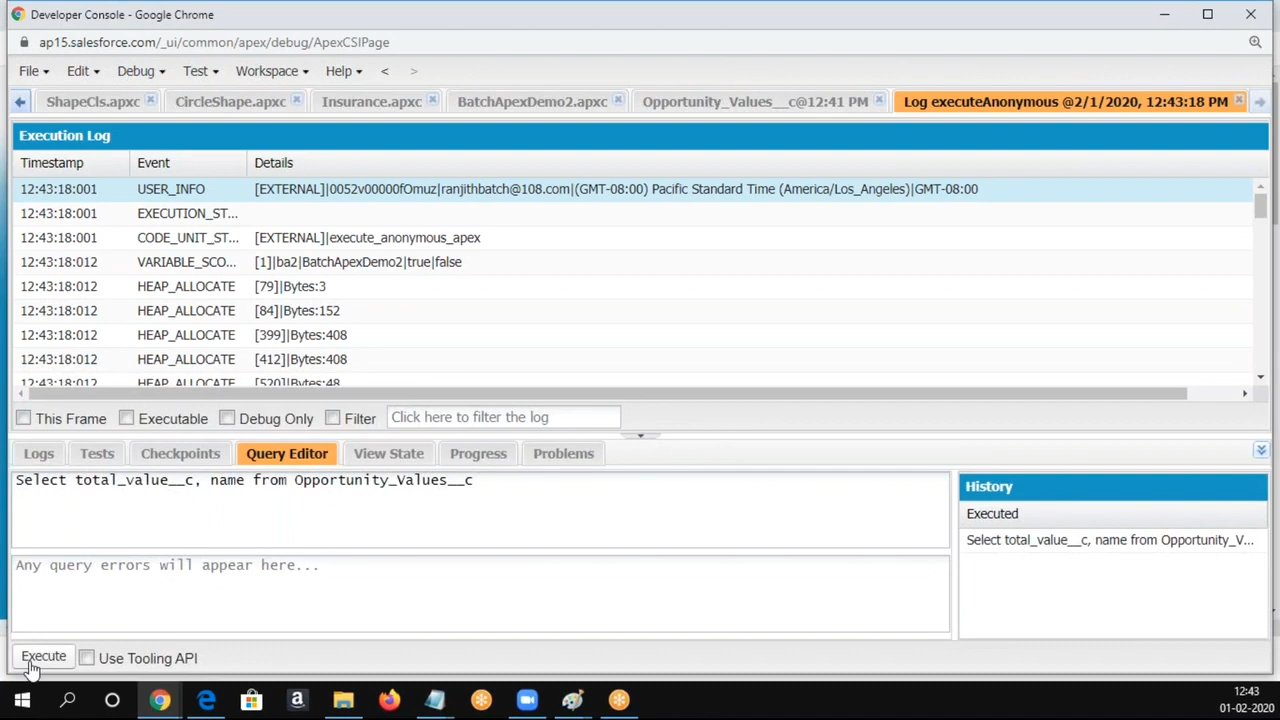 Developer Console - Google Chrome
ap15.salesforce.com/_ui/common/apex/debug/ApexCSIPage
File Edit Debug Test Workspace Help < >
ShapeCls.apxc CircleShape.apxc Insurance.apxc BatchApexDemo2.apxc Opportunity_Values__c@12:41 PM Log executeAnonymous @2/1/2020, 12:43:18 PM
Execution Log
Timestamp Event Details
12:43:18:001 USER_INFO [EXTERNAL]|0052v00000fOmuz|ranjithbatch@108.com|(GMT-08:00) Pacific Standard Time (America/Los_Angeles)|GMT-08:00
12:43:18:001 EXECUTION_ST...
12:43:18:001 CODE_UNIT_ST... [EXTERNAL]|execute_anonymous_apex
12:43:18:012 VARIABLE_SCO... [1]|ba2|BatchApexDemo2|true|false
12:43:18:012 HEAP_ALLOCATE [79]|Bytes:3
12:43:18:012 HEAP_ALLOCATE [84]|Bytes:152
12:43:18:012 HEAP_ALLOCATE [399]|Bytes:408
12:43:18:012 HEAP_ALLOCATE [412]|Bytes:408
12:43:18:012 HEAP_ALLOCATE [520]|Bytes:48
This Frame Executable Debug Only Filter Click here to filter the log
Logs Tests Checkpoints Query Editor View State Progress Problems
Select total_value__c, name from Opportunity_Values__c
History
Executed
Select total_value__c, name from Opportunity_V...
Any query errors will appear here...
Execute Use Tooling API
12:43
01-02-2020